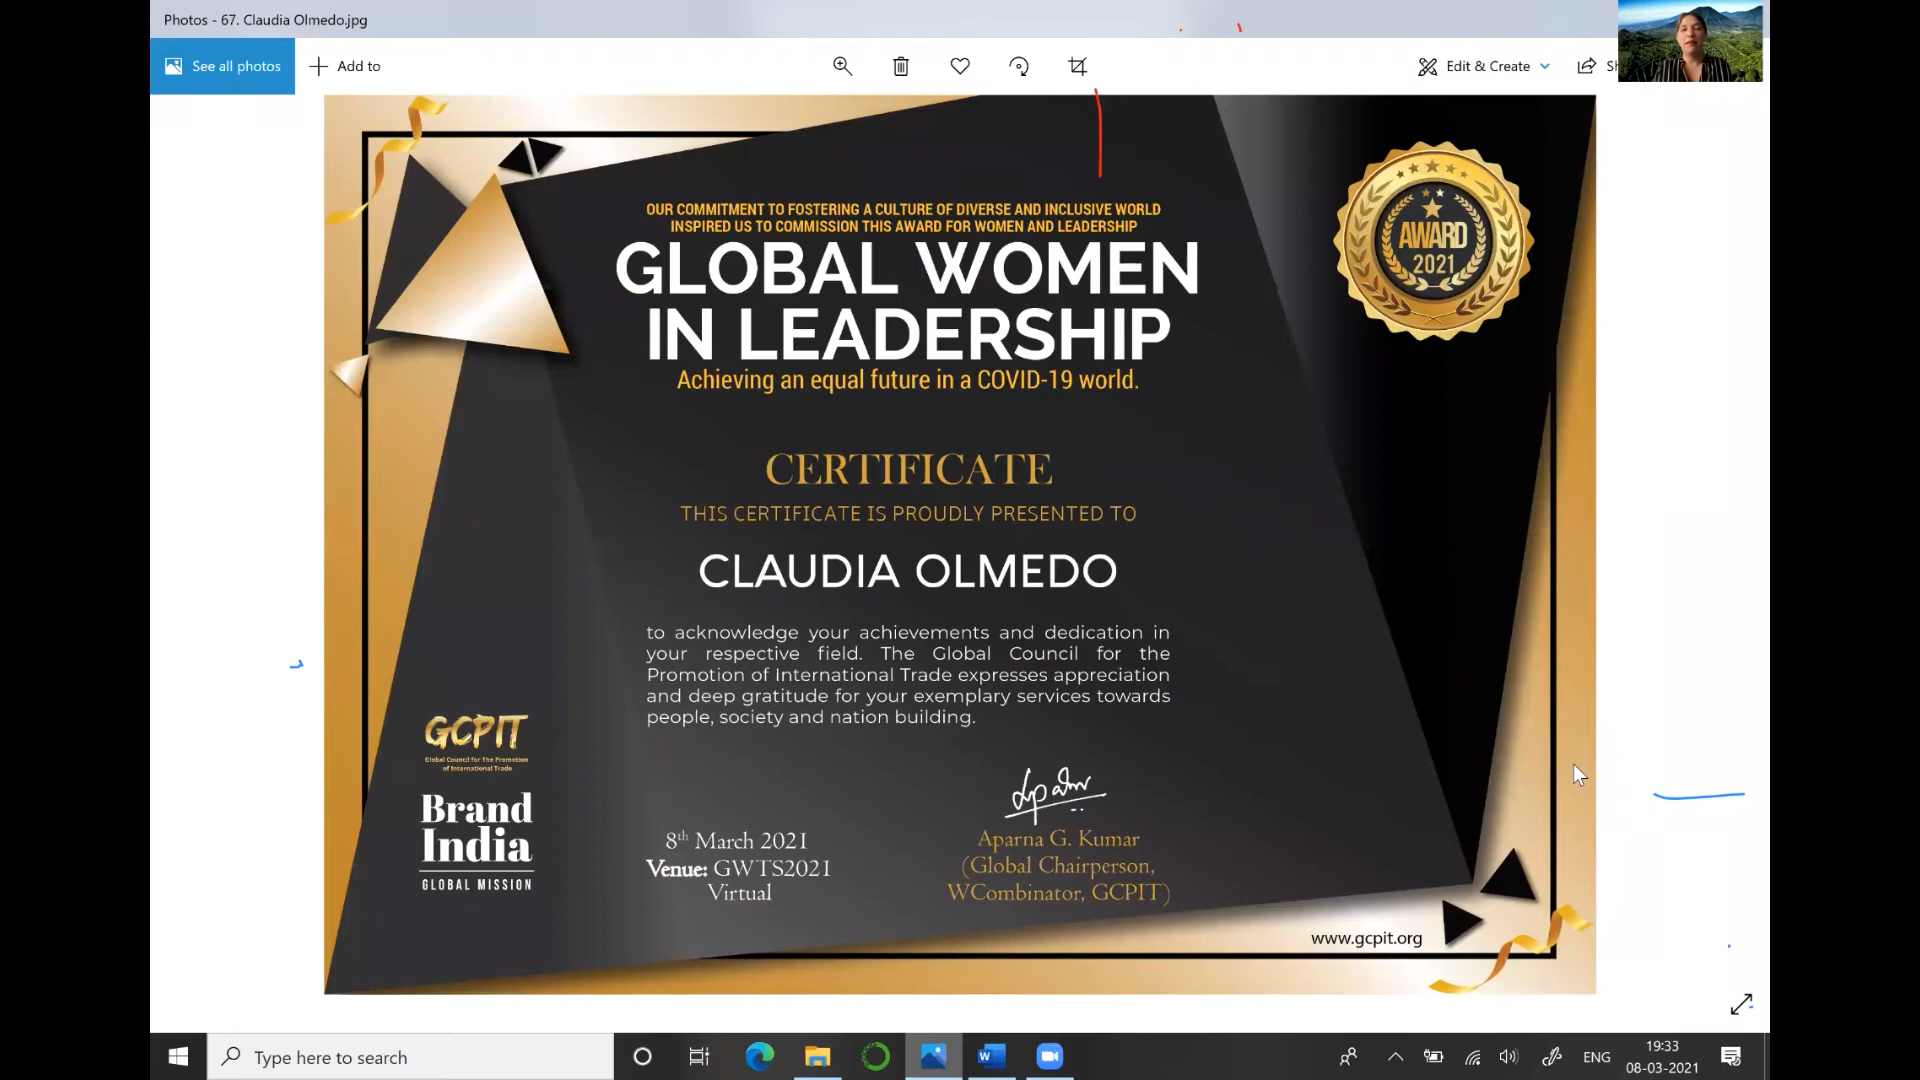 Photos - 67. Claudia Olmedo.jpg
See all photos
Add to
Edit & Create
OUR COMMITMENT TO FOSTERING A CULTURE OF DIVERSE AND INCLUSIVE WORLD
INSPIRED US TO COMMISSION THIS AWARD FOR WOMEN AND LEADERSHIP
GLOBAL WOMEN
IN LEADERSHIP
Achieving an equal future in a COVID-19 world.
AWARD
2021
CERTIFICATE
THIS CERTIFICATE IS PROUDLY PRESENTED TO
CLAUDIA OLMEDO
to acknowledge your achievements and dedication in
your respective field. The Global Council for the
Promotion of International Trade expresses appreciation
and deep gratitude for your exemplary services towards
people, society and nation building.
GCPIT
Global Council for The Promotion
of International Trade
Brand
India
GLOBAL MISSION
8th March 2021
Venue: GWTS2021
Virtual
Aparna G. Kumar
(Global Chairperson,
WCombinator, GCPIT)
www.gcpit.org
Type here to search
ENG
19:33
08-03-2021